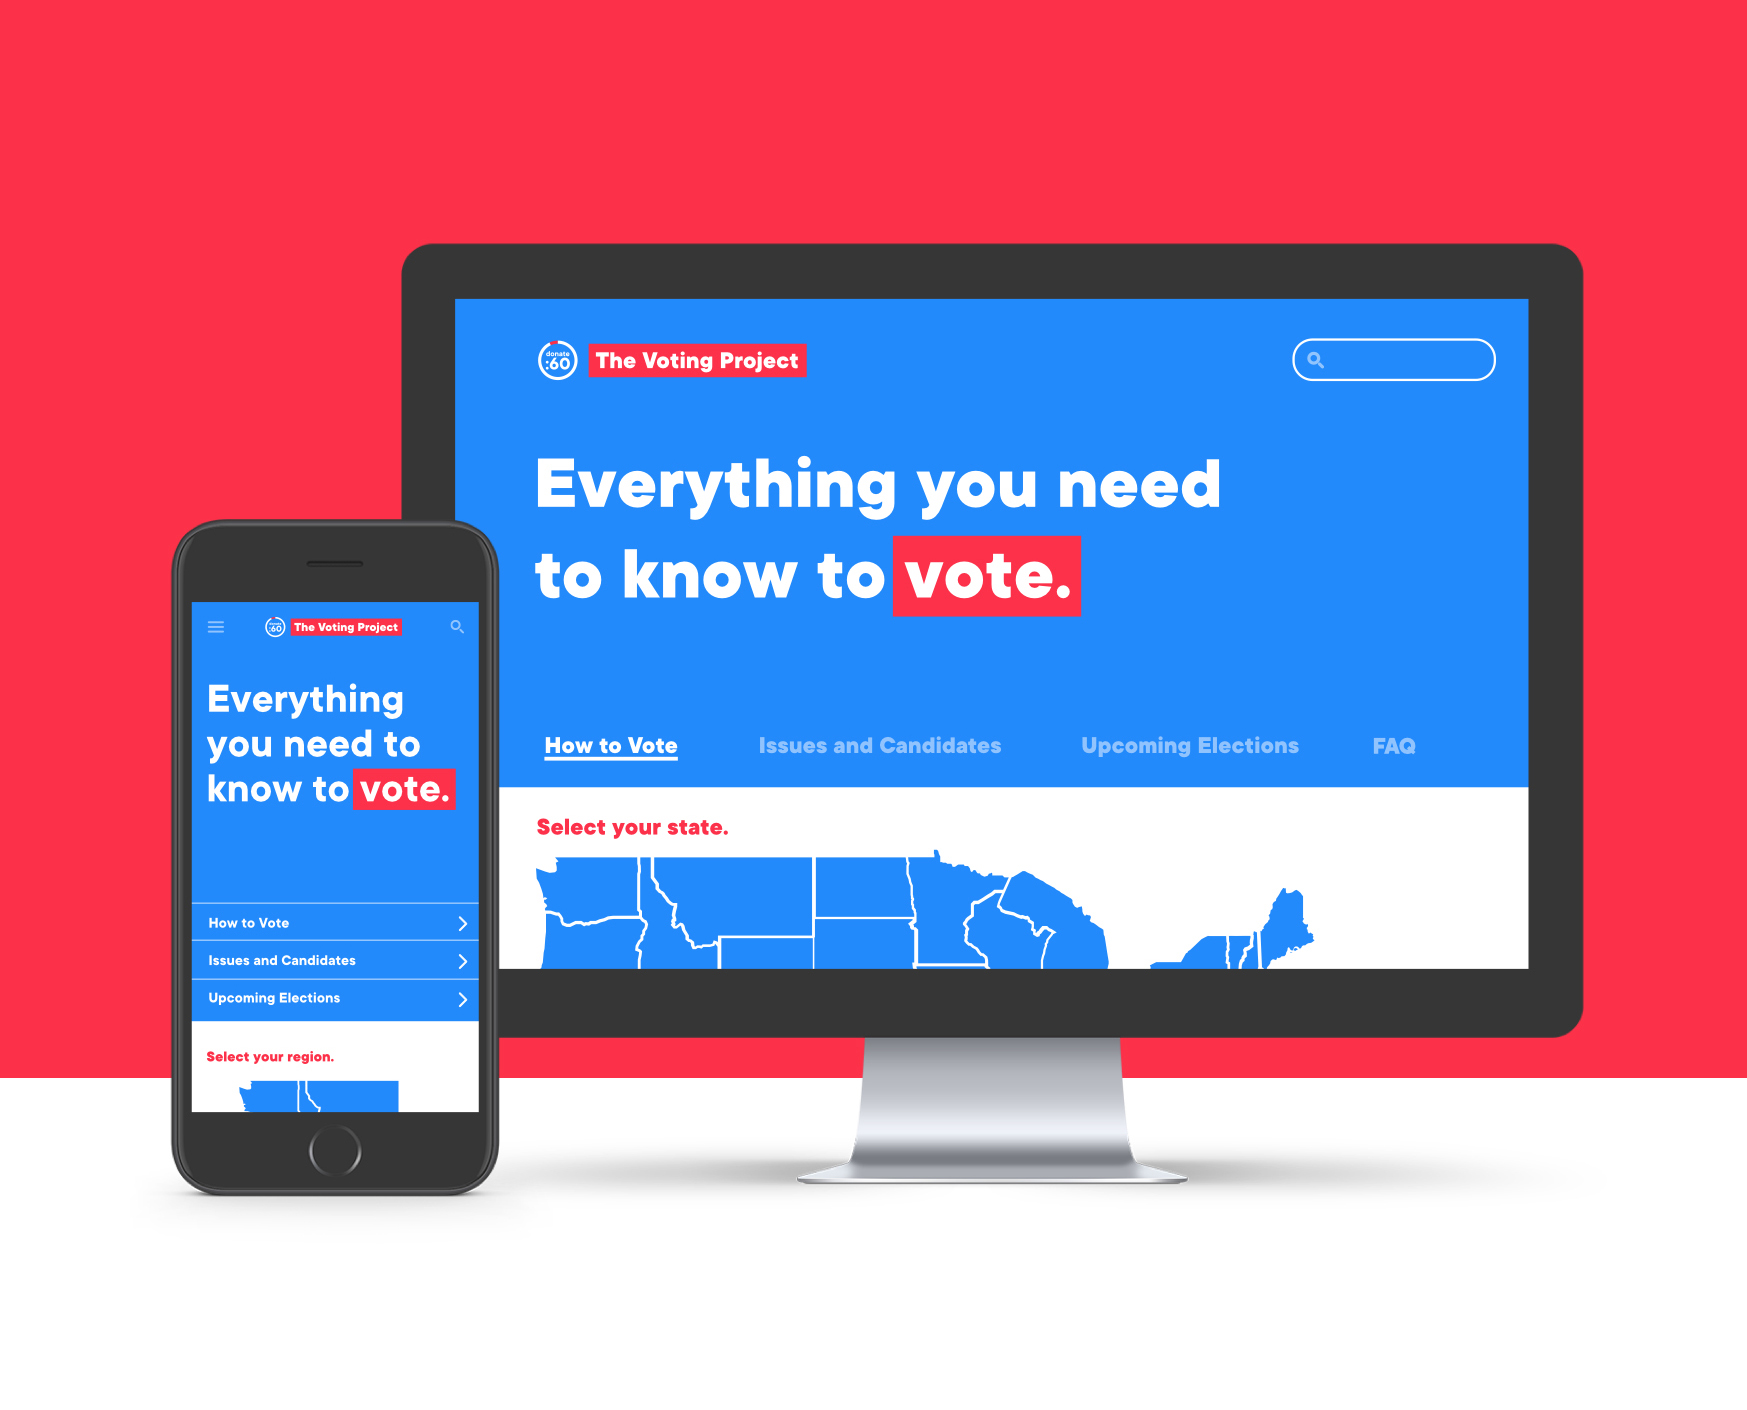 donate
:60
The Voting Project
Everything you need
to know to vote.
How to Vote
Issues and Candidates
Upcoming Elections
FAQ
Select your state.
:60
The Voting Project
Everything
you need to
know to vote.
How to Vote
Issues and Candidates
Upcoming Elections
Select your region.